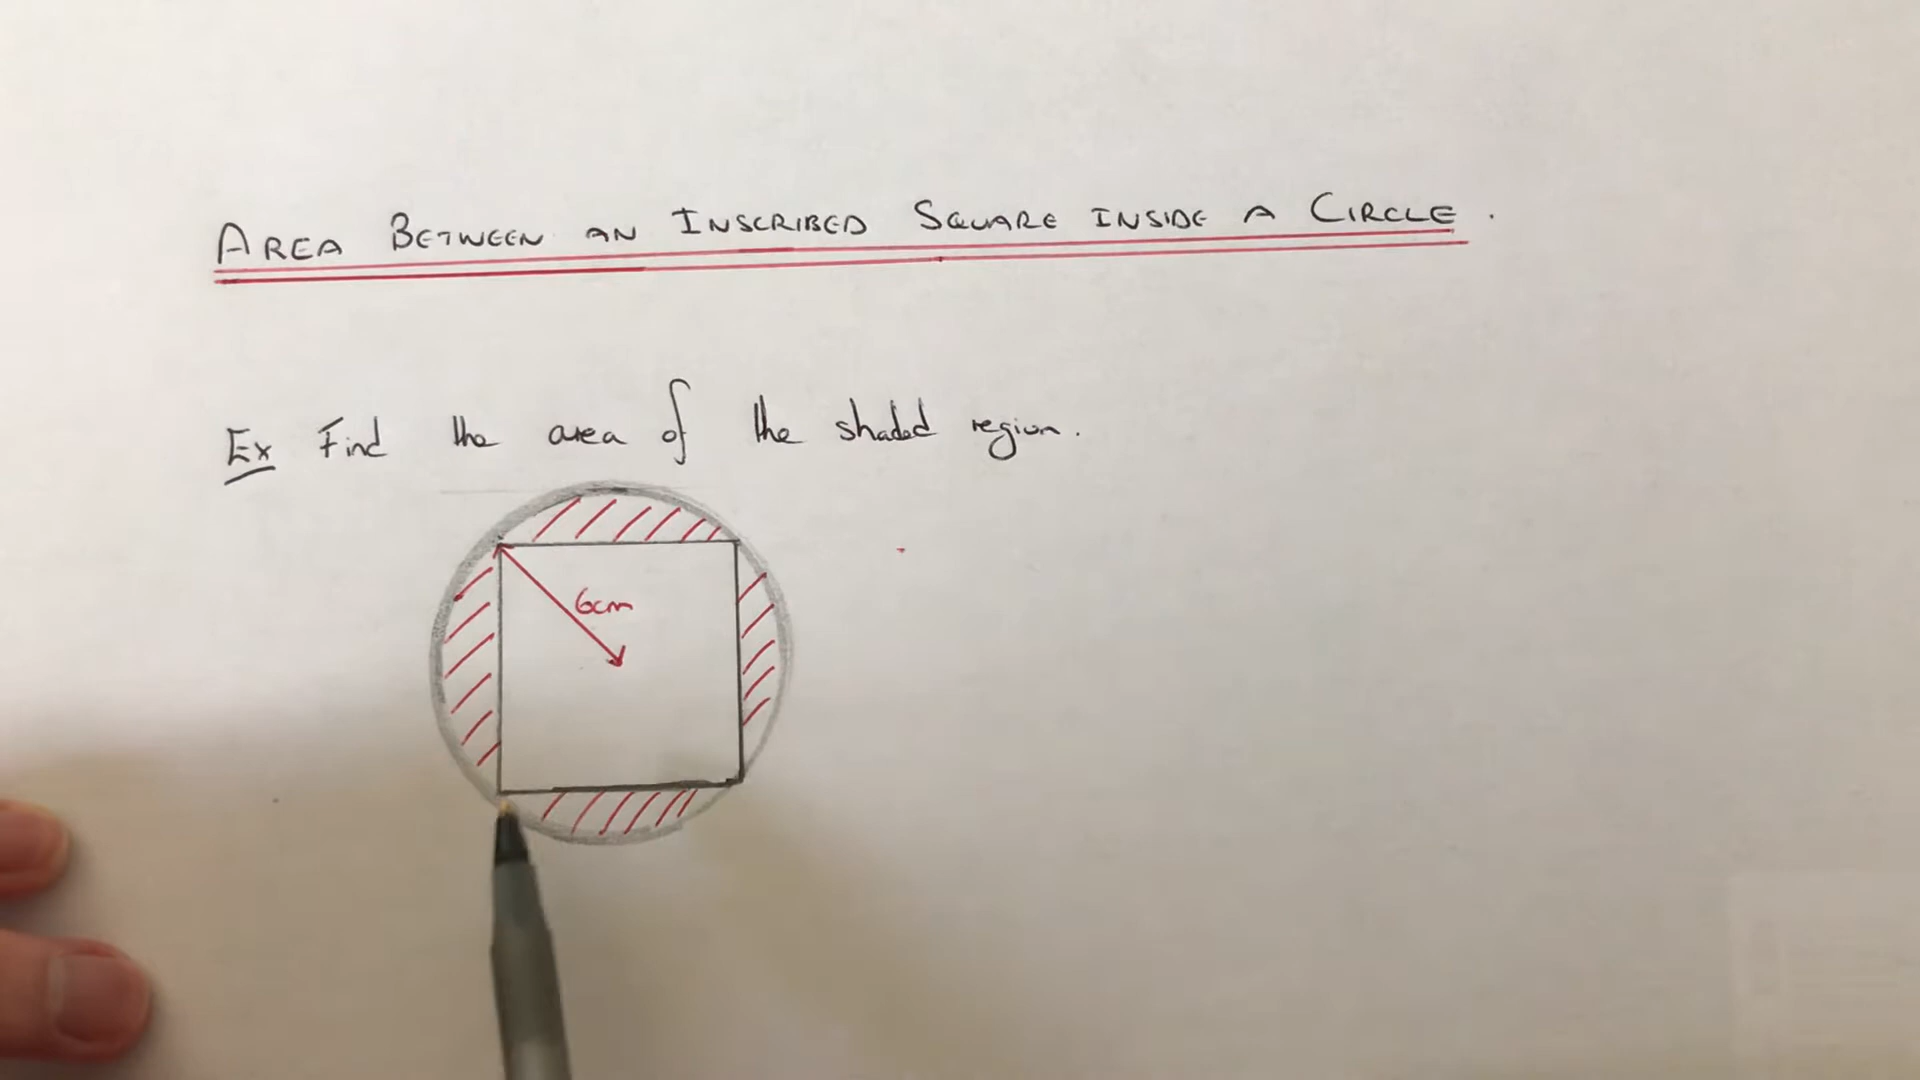 AREA BETWEEN AN INSCRIBED SQUARE INSIDE A CIRCLE.
Ex Find the area of the shaded region.
6cm